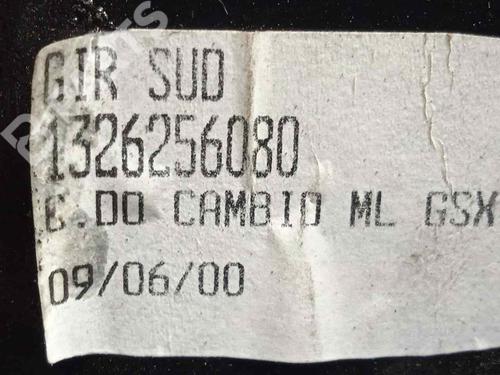 GIR SUD
1326256080
C.DO CAMBIO ML GSX
09/06/00